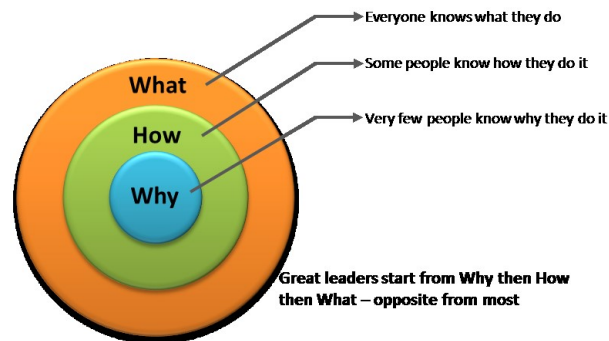 Everyone knows what they do
What
Some people know how they do it
How
Very few people know why they do it
Why
Great leaders start from Why then How
then What – opposite from most